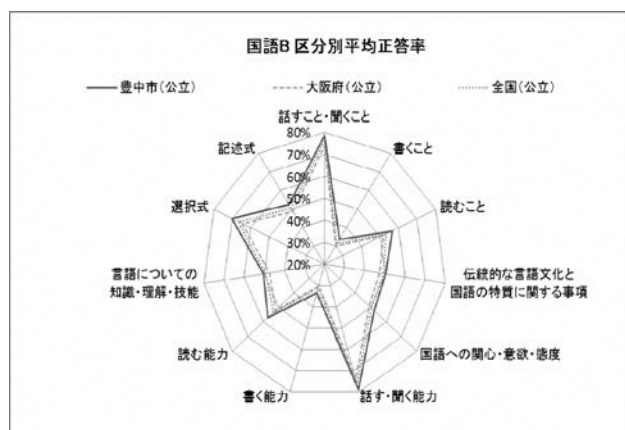 国語B 区分別平均正答率
豊中市(公立) 大阪府(公立) 全国(公立)
話すこと・聞くこと
80%
70%
60%
50%
40%
30%
20%
書くこと
読むこと
伝統的な言語文化と
国語の特質に関する事項
国語への関心・意欲・態度
話す・聞く能力
書く能力
読む能力
言語についての
知識・理解・技能
選択式
記述式